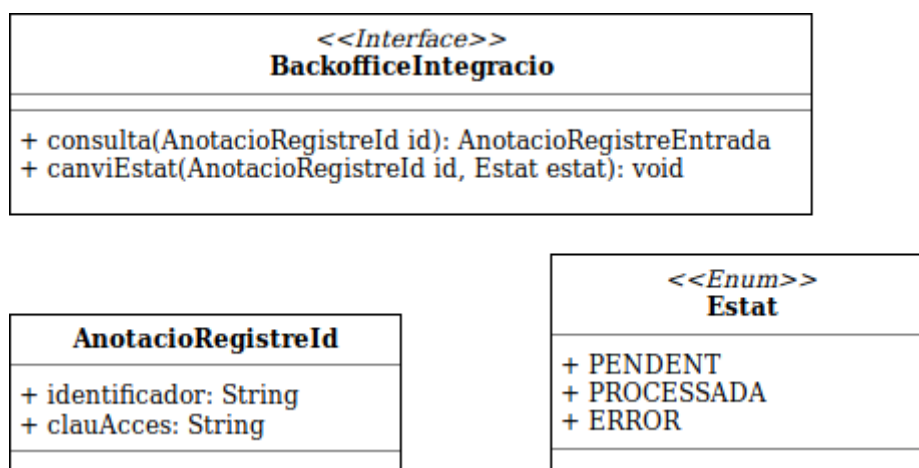 <<Interface>>
BackofficeIntegracio
+ consulta(AnotacioRegistreId id): AnotacioRegistreEntrada
+ canviEstat(AnotacioRegistreId id, Estat estat): void
<<Enum>>
Estat
+ PENDENT
+ PROCESSADA
+ ERROR
AnotacioRegistreId
+ identificador: String
+ clauAcces: String